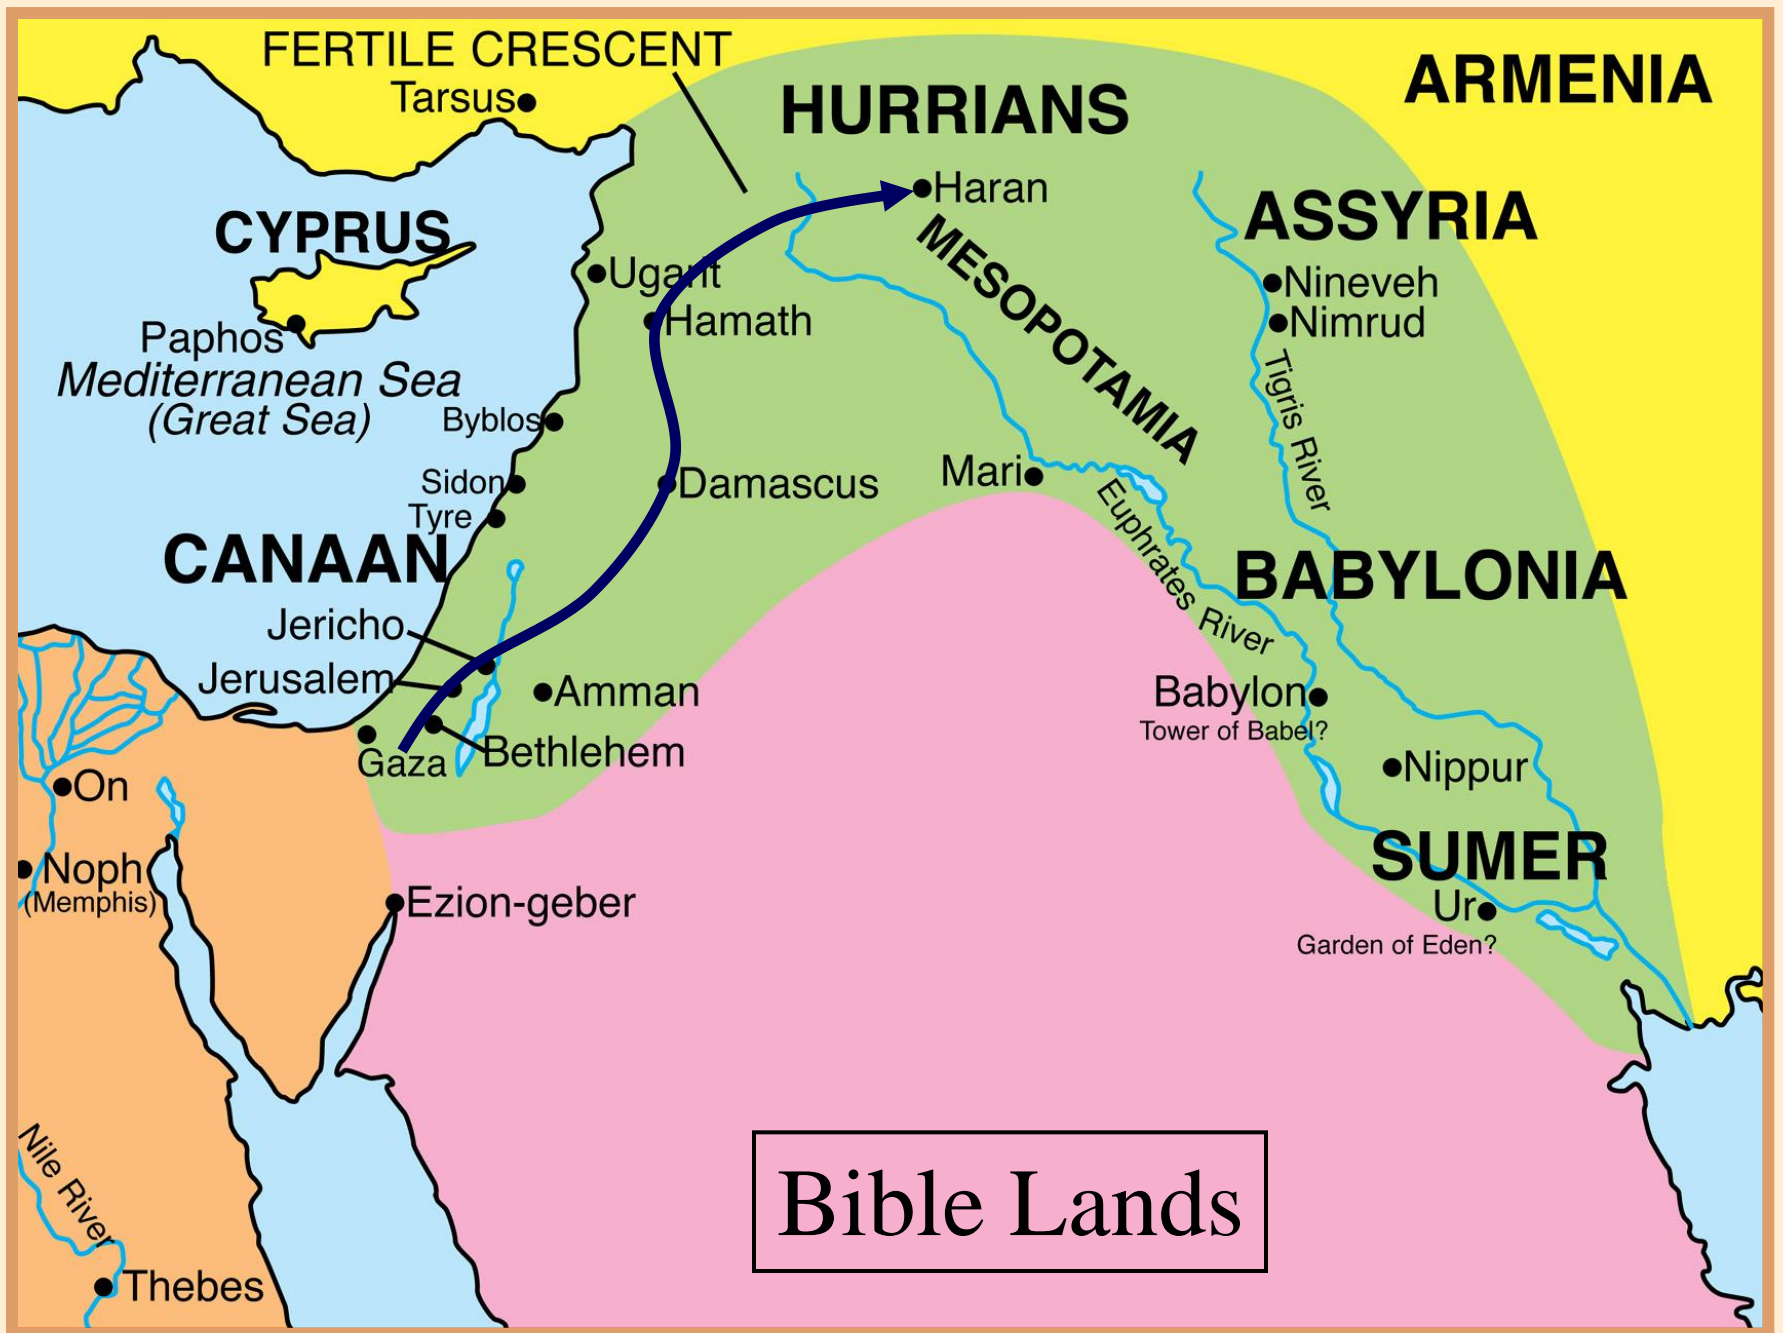 FERTILE CRESCENT
Tarsus
HURRIANS
ARMENIA
Haran
CYPRUS
ASSYRIA
MESOPOTAMIA
Ugarit
Nineveh
Hamath
Nimrud
Paphos
Mediterranean Sea
(Great Sea)
Tigris River
Byblos
Sidon
Damascus
Mari
Tyre
CANAAN
Euphrates River
BABYLONIA
Jericho
Jerusalem
Amman
Babylon
Tower of Babel?
Bethlehem
Gaza
Nippur
On
SUMER
Noph
(Memphis)
Ezion-geber
Ur
Garden of Eden?
Nile River
Bible Lands
Thebes